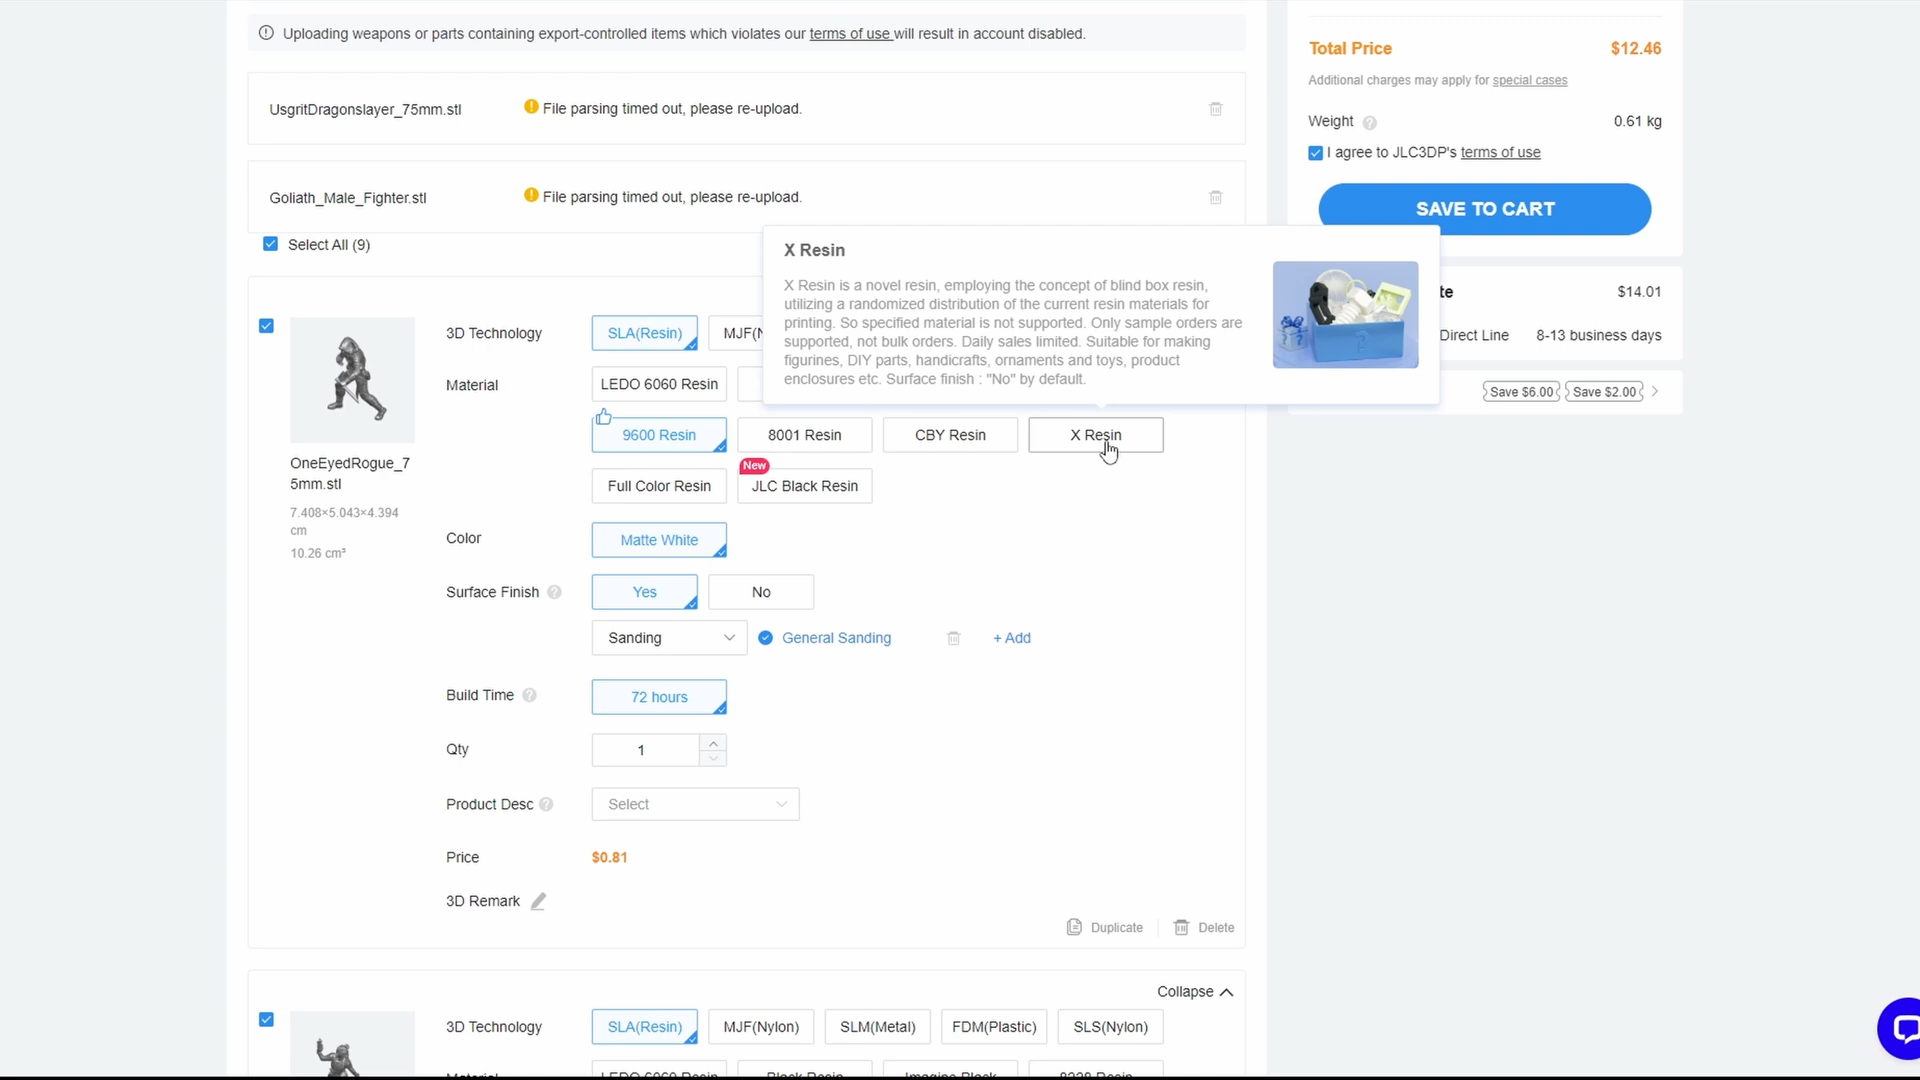 Uploading weapons or parts containing export-controlled items which violates our terms of use will result in account disabled.
UsgritDragonslayer_75mm.stl
File parsing timed out, please re-upload.
Goliath_Male_Fighter.stl
File parsing timed out, please re-upload.
Select All (9)
X Resin
X Resin is a novel resin, employing the concept of blind box resin,
utilizing a randomized distribution of the current resin materials for
printing. So specified material is not supported. Only sample orders are
supported, not bulk orders. Daily sales limited. Suitable for making
figurines, DIY parts, handicrafts, ornaments and toys, product
enclosures etc. Surface finish : "No" by default.
3D Technology
SLA(Resin)
Material
LEDO 6060 Resin
9600 Resin
8001 Resin
CBY Resin
X Resin
Full Color Resin
New
JLC Black Resin
OneEyedRogue_7
5mm.stl
7.408×5.043×4.394
cm
10.26 cm³
Color
Matte White
Surface Finish
Yes
No
Sanding
General Sanding
+ Add
Build Time
72 hours
Qty
1
Product Desc
Select
Price
$0.81
3D Remark
Duplicate
Delete
Collapse
3D Technology
SLA(Resin)
MJF(Nylon)
SLM(Metal)
FDM(Plastic)
SLS(Nylon)
Total Price
$12.46
Additional charges may apply for special cases
Weight
0.61 kg
I agree to JLC3DP's terms of use
SAVE TO CART
$14.01
Direct Line
8-13 business days
Save $6.00
Save $2.00